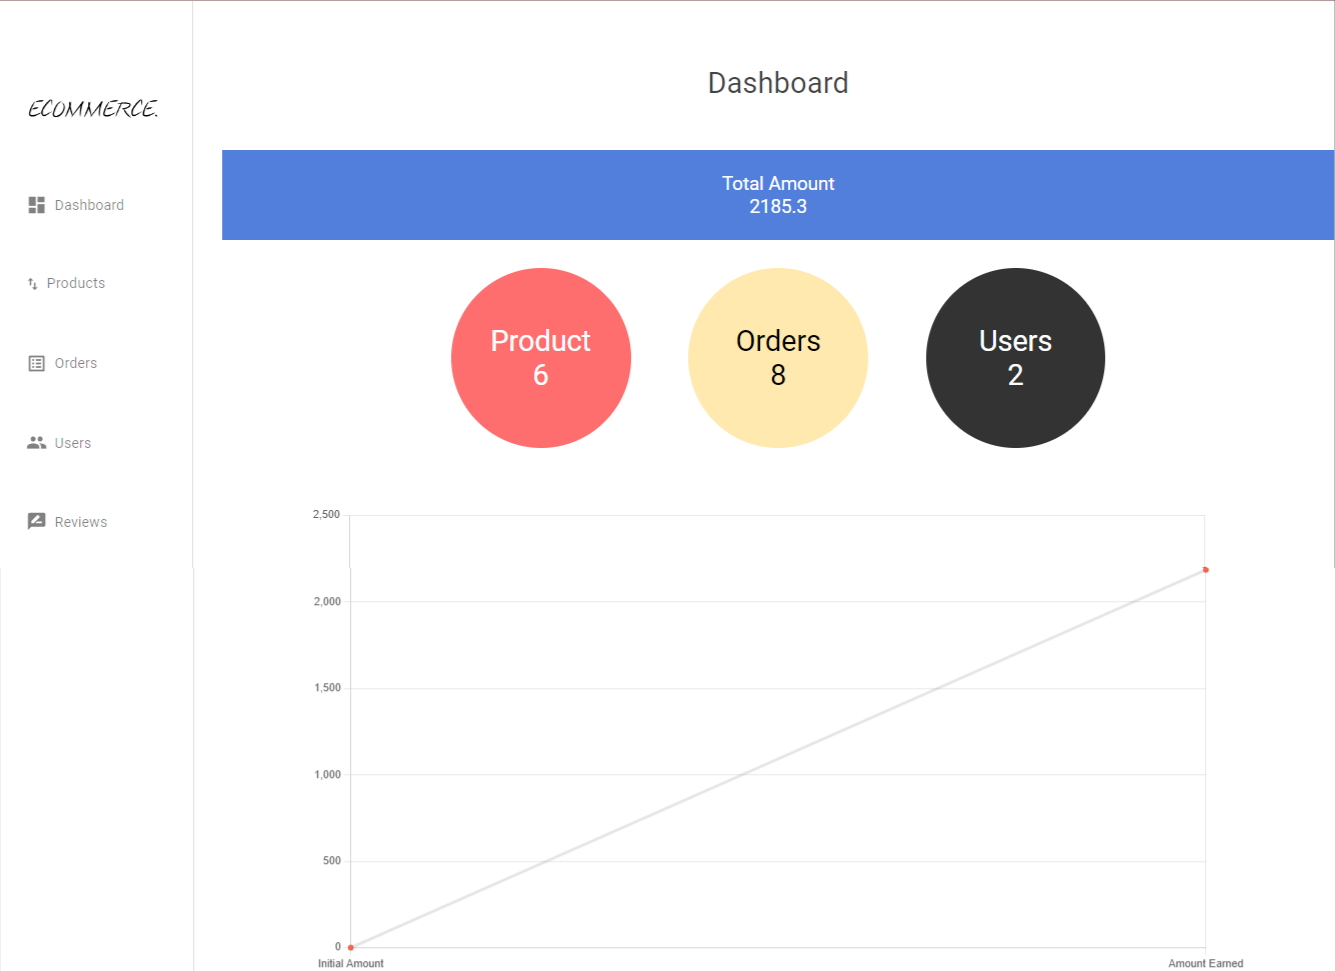 ECOMMERCE.
Dashboard
Products
Orders
Users
Reviews
Dashboard
Total Amount
2185.3
Product
6
Orders
8
Users
2
2,500
2,000
1,500
1,000
500
0
Initial Amount
Amount Earned